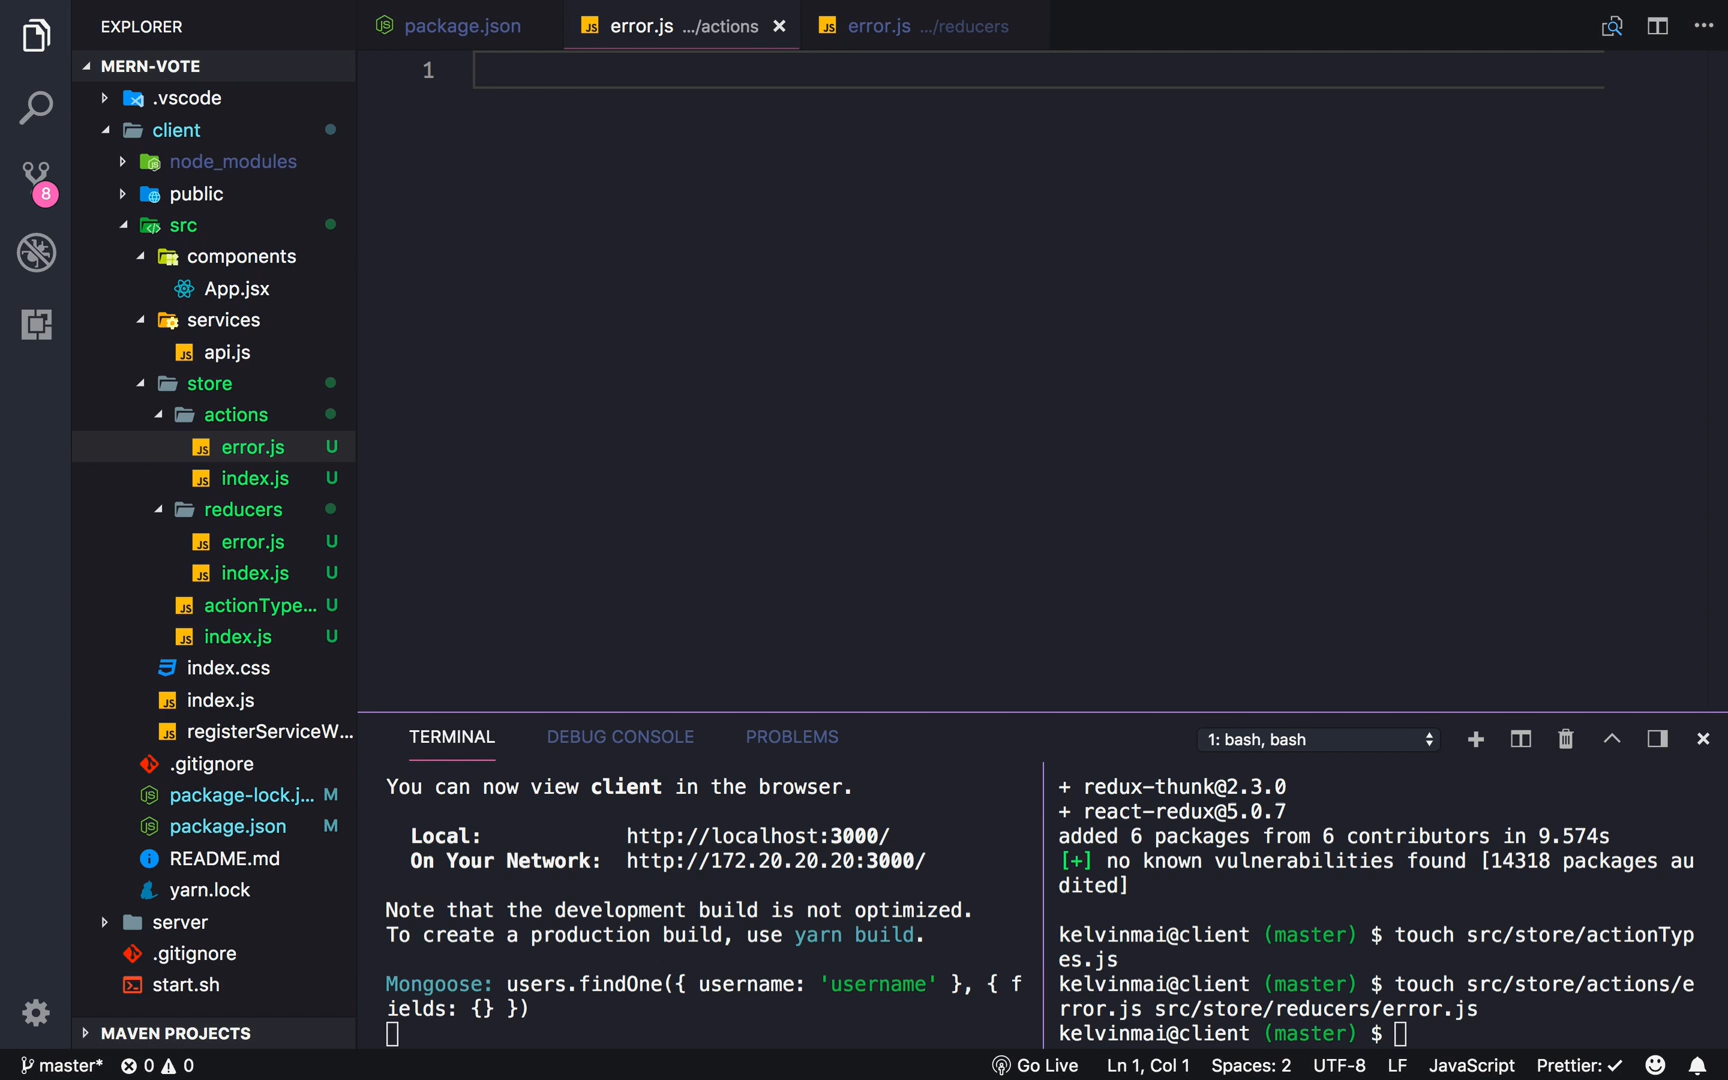 EXPLORER
MERN-VOTE
.vscode
client
node_modules
public
src
components
App.jsx
services
api.js
store
actions
error.js U
index.js U
reducers
error.js U
index.js U
actionType... U
index.js U
index.css
index.js
registerServiceW...
.gitignore
package-lock.j... M
package.json M
README.md
yarn.lock
server
.gitignore
start.sh
MAVEN PROJECTS
8
package.json
error.js .../actions
error.js .../reducers
1
TERMINAL
DEBUG CONSOLE
PROBLEMS
1: bash, bash
You can now view client in the browser.
Local: http://localhost:3000/
On Your Network: http://172.20.20.20:3000/
Note that the development build is not optimized.
To create a production build, use yarn build.
Mongoose: users.findOne({ username: 'username' }, { f
ields: {} })
+ redux-thunk@2.3.0
+ react-redux@5.0.7
added 6 packages from 6 contributors in 9.574s
[+] no known vulnerabilities found [14318 packages au
dited]
kelvinmai@client (master) $ touch src/store/actionTyp
es.js
kelvinmai@client (master) $ touch src/store/actions/e
rror.js src/store/reducers/error.js
kelvinmai@client (master) $
master* 0 0
Go Live
Ln 1, Col 1
Spaces: 2
UTF-8
LF
JavaScript
Prettier: ✓